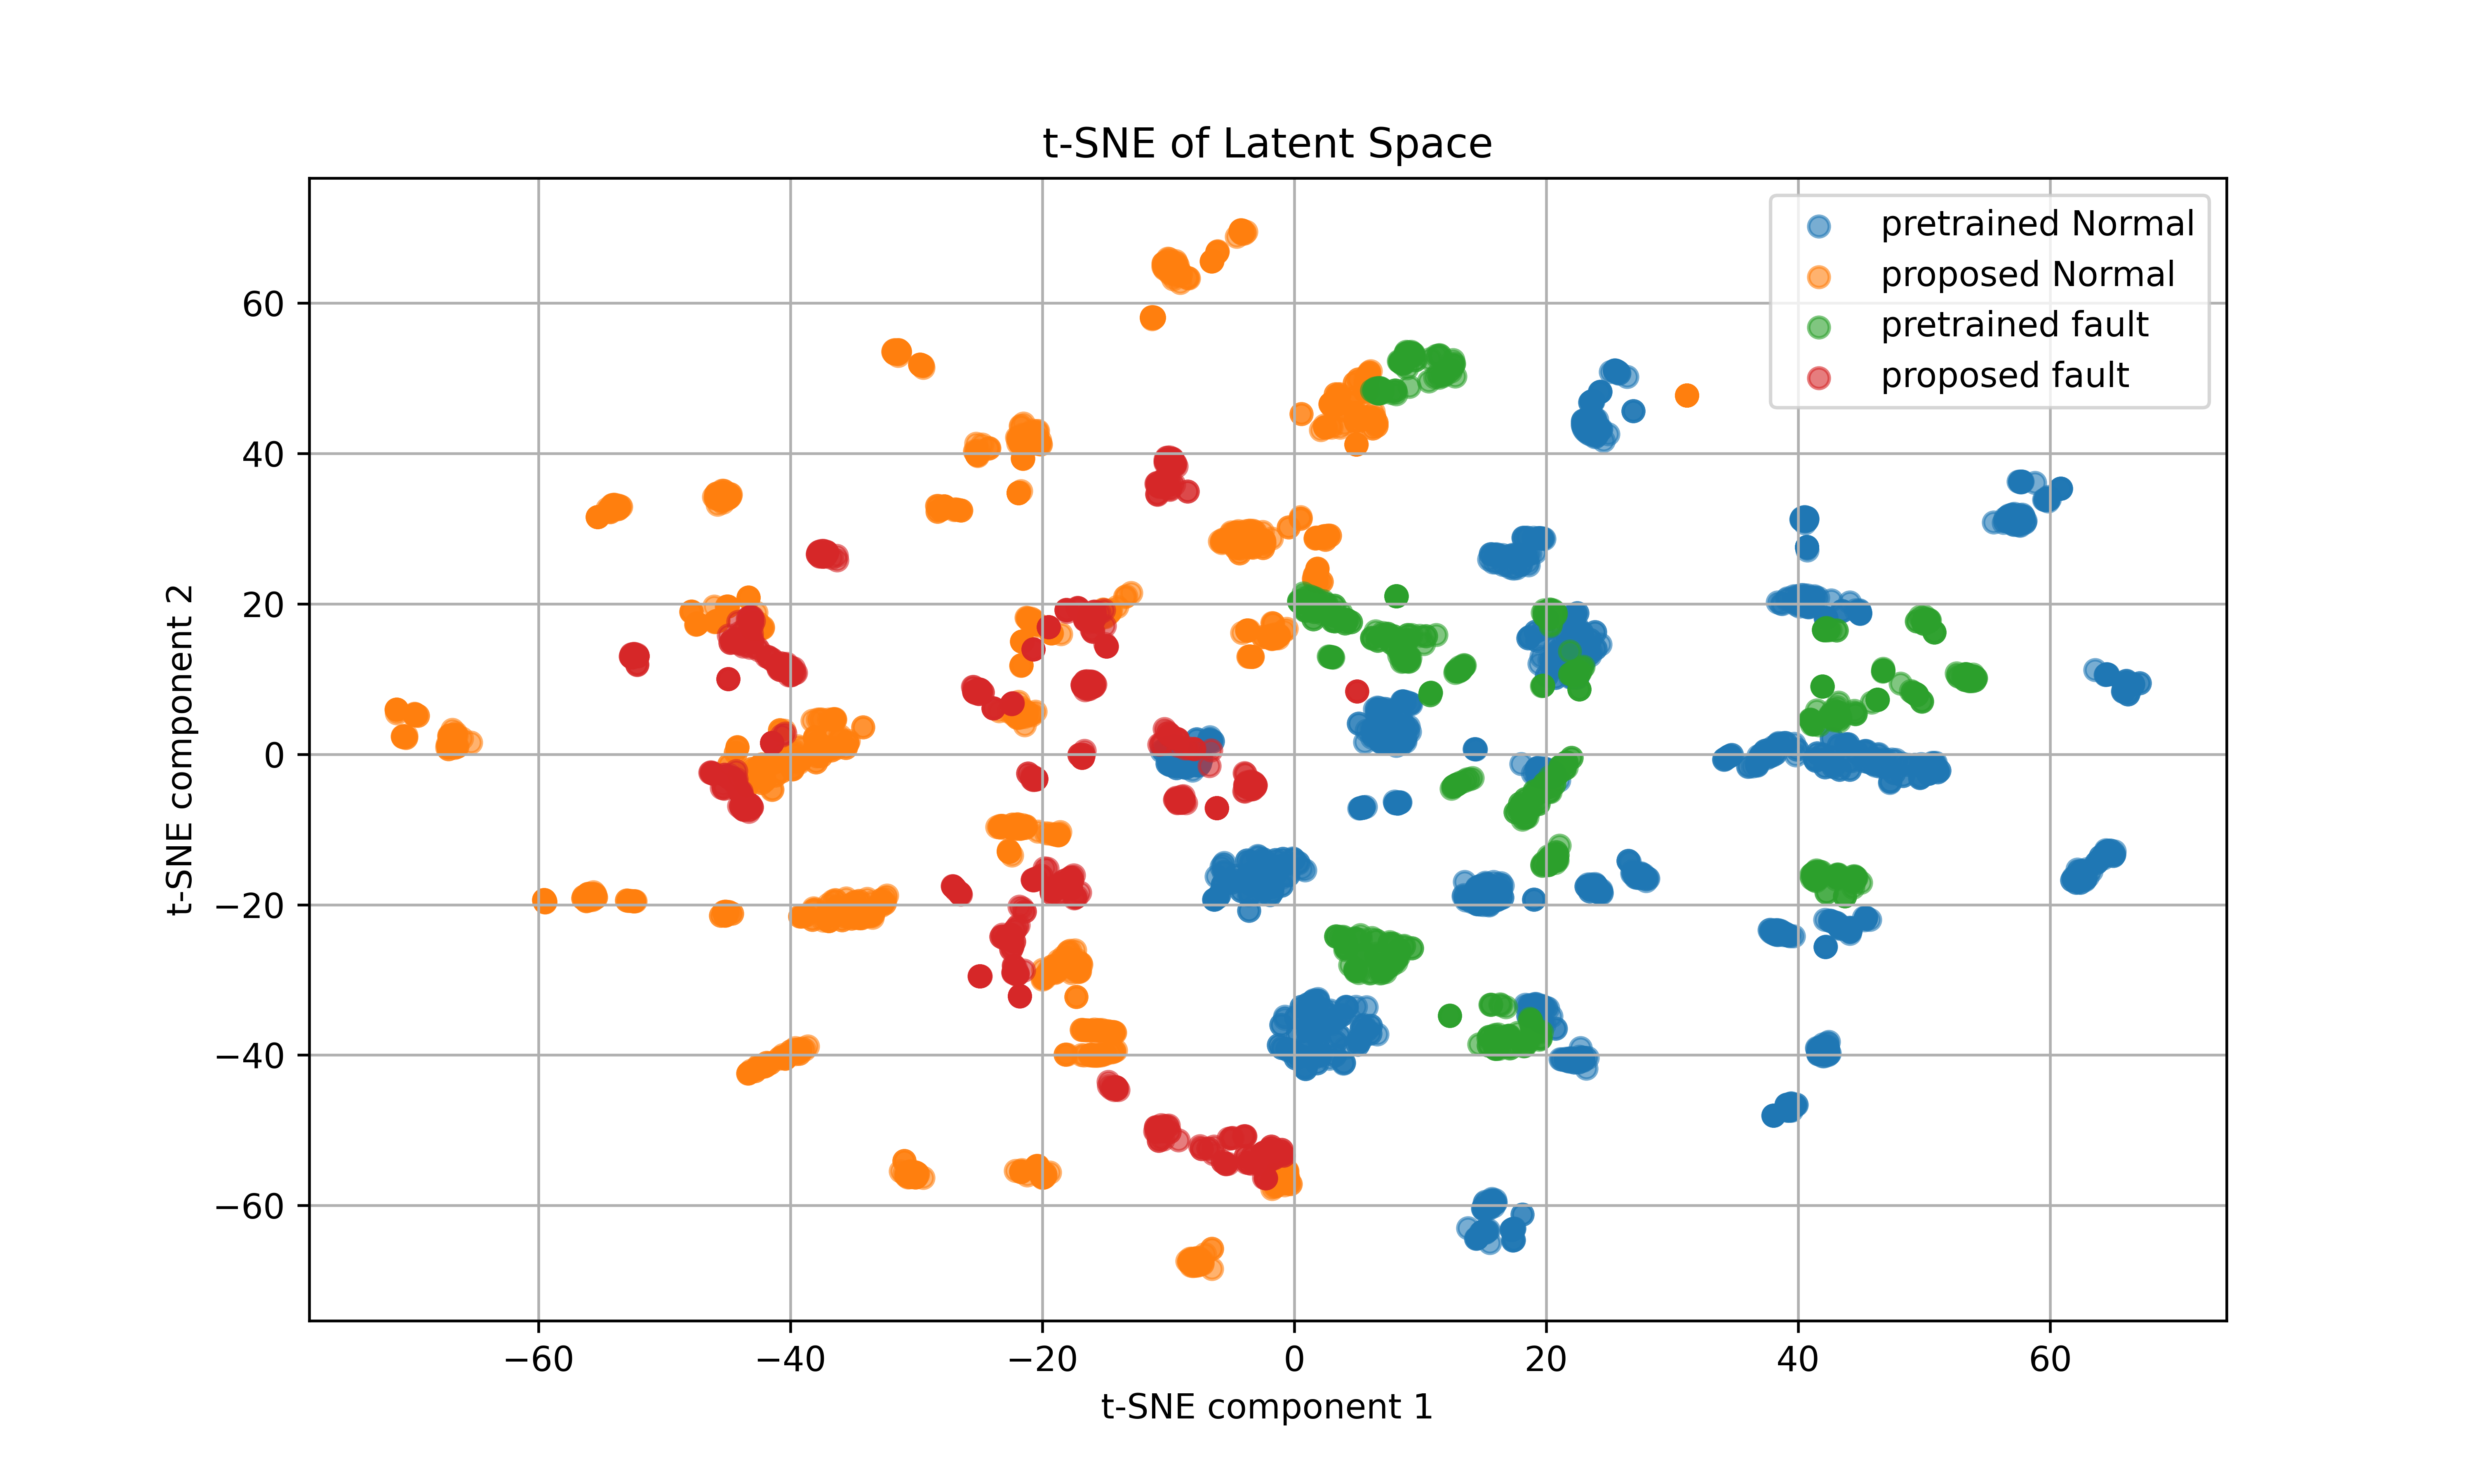 t-SNE of Latent Space
pretrained Normal
proposed Normal
pretrained fault
proposed fault
60
40
20
0
−20
−40
−60
t-SNE component 2
−60
−40
−20
0
20
40
60
t-SNE component 1